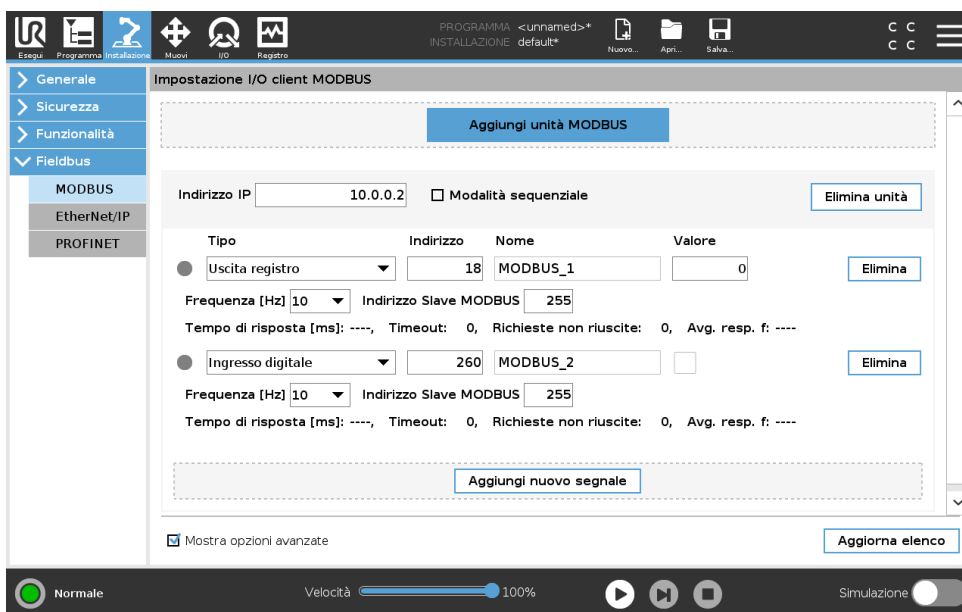 UR
PROGRAMMA <unnamed>*
INSTALLAZIONE default*
Esegui Programma Installazione Muovi I/O Registro Nuovo... Apri... Salva...
C C
C C
Generale
Impostazione I/O client MODBUS
Sicurezza
Funzionalità
Fieldbus
MODBUS
EtherNet/IP
PROFINET
Aggiungi unità MODBUS
Indirizzo IP 10.0.0.2 Modalità sequenziale Elimina unità
Tipo Indirizzo Nome Valore
Uscita registro 18 MODBUS_1 0 Elimina
Frequenza [Hz] 10 Indirizzo Slave MODBUS 255
Tempo di risposta [ms]: ----, Timeout: 0, Richieste non riuscite: 0, Avg. resp. f: ----
Ingresso digitale 260 MODBUS_2 Elimina
Frequenza [Hz] 10 Indirizzo Slave MODBUS 255
Tempo di risposta [ms]: ----, Timeout: 0, Richieste non riuscite: 0, Avg. resp. f: ----
Aggiungi nuovo segnale
Mostra opzioni avanzate Aggiorna elenco
Normale Velocità 100% Simulazione